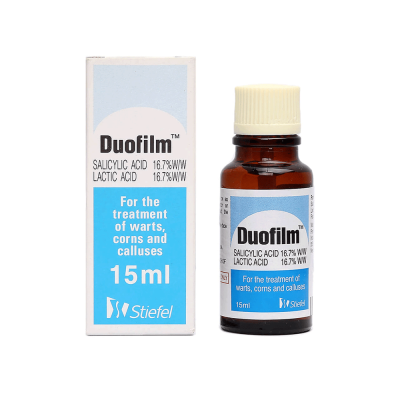 Duofilm™
SALICYLIC ACID 16.7%W/W
LACTIC ACID 16.7%W/W
For the
treatment
of warts,
corns and
calluses
15ml
Stiefel
Duofilm™
SALICYLIC ACID 16.7%W/W
LACTIC ACID 16.7%W/W
For the treatment of
warts, corns and calluses
15ml
Stiefel